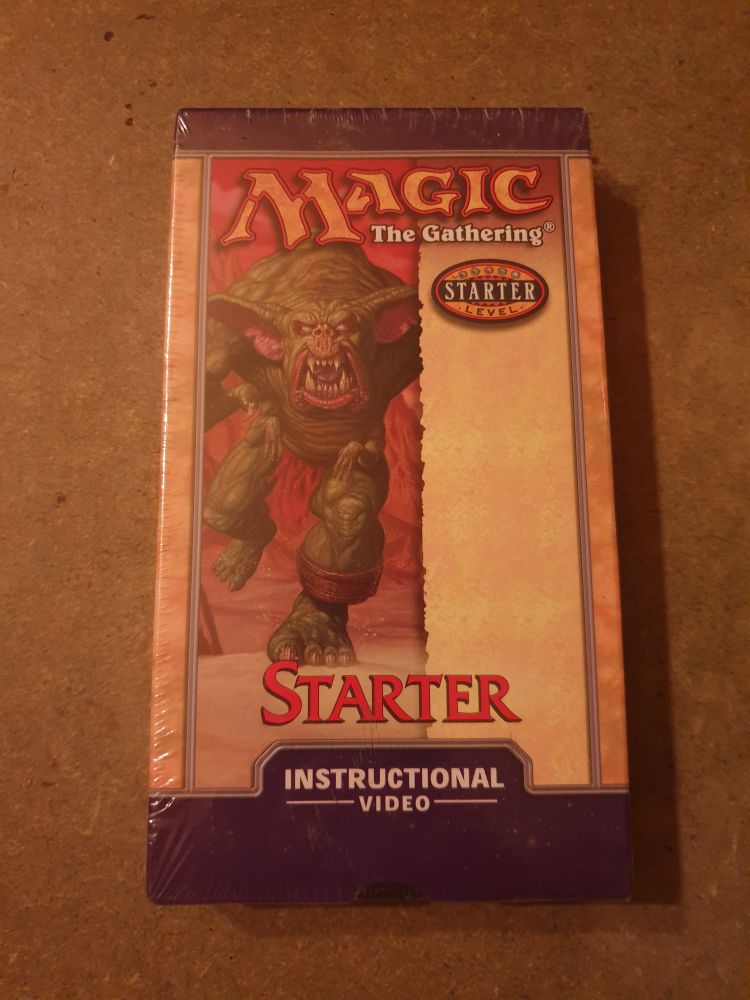 MAGIC
The Gathering®
STARTER
LEVEL
STARTER
INSTRUCTIONAL
VIDEO